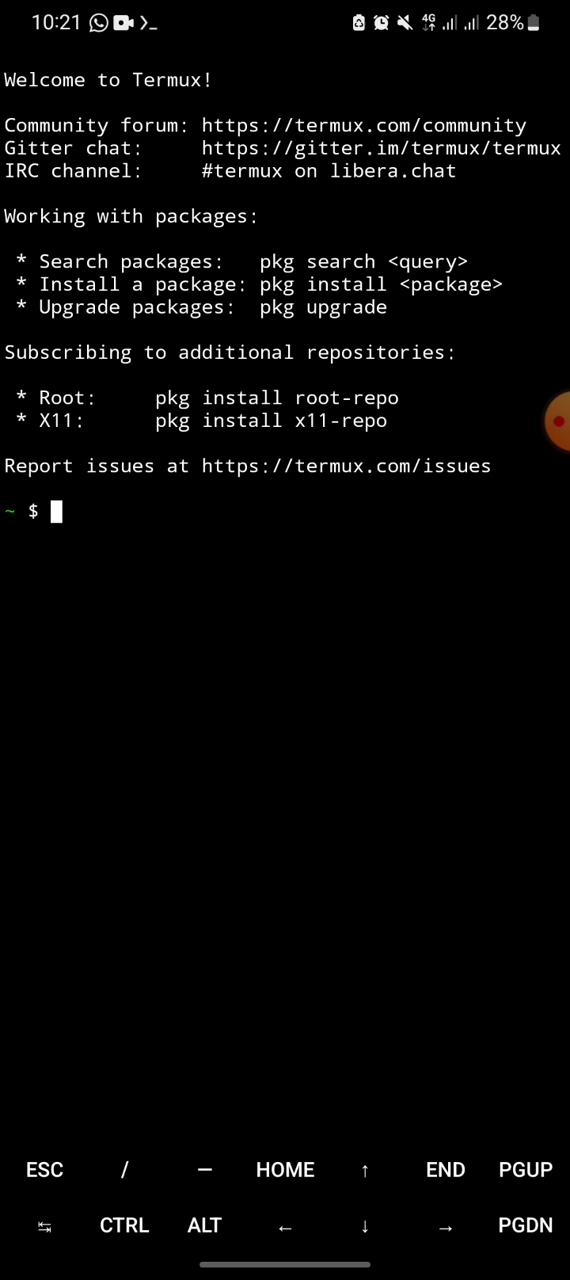 10:21 >_ 4G 28%
Welcome to Termux!
Community forum: https://termux.com/community
Gitter chat:     https://gitter.im/termux/termux
IRC channel:     #termux on libera.chat
Working with packages:
 * Search packages:   pkg search <query>
 * Install a package: pkg install <package>
 * Upgrade packages:  pkg upgrade
Subscribing to additional repositories:
 * Root:     pkg install root-repo
 * X11:      pkg install x11-repo
Report issues at https://termux.com/issues
~ $
ESC / — HOME ↑ END PGUP
↹ CTRL ALT ← ↓ → PGDN